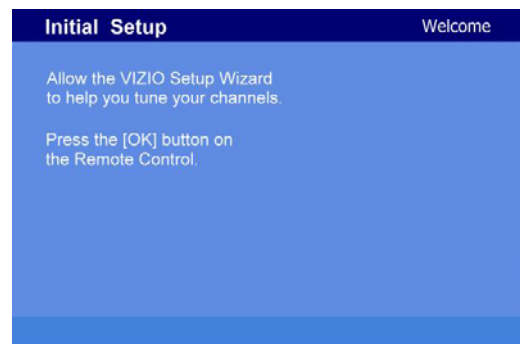 Initial Setup Welcome
Allow the VIZIO Setup Wizard
to help you tune your channels.
Press the [OK] button on
the Remote Control.